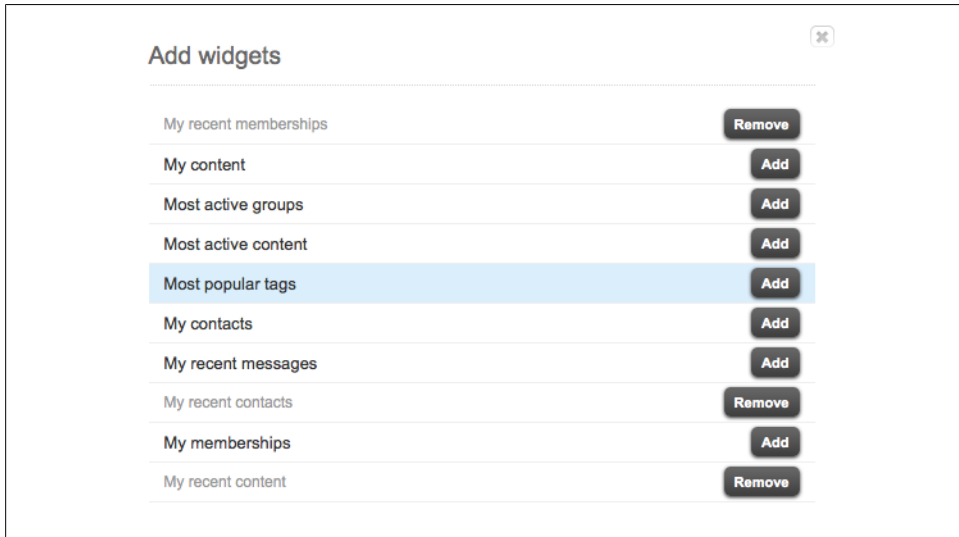 Add widgets
My recent memberships Remove
My content Add
Most active groups Add
Most active content Add
Most popular tags Add
My contacts Add
My recent messages Add
My recent contacts Remove
My memberships Add
My recent content Remove